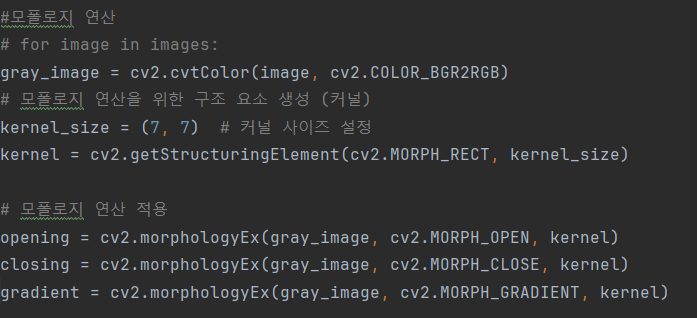 #모폴로지 연산
# for image in images:
gray_image = cv2.cvtColor(image, cv2.COLOR_BGR2RGB)
# 모폴로지 연산을 위한 구조 요소 생성 (커널)
kernel_size = (7, 7)  # 커널 사이즈 설정
kernel = cv2.getStructuringElement(cv2.MORPH_RECT, kernel_size)
# 모폴로지 연산 적용
opening = cv2.morphologyEx(gray_image, cv2.MORPH_OPEN, kernel)
closing = cv2.morphologyEx(gray_image, cv2.MORPH_CLOSE, kernel)
gradient = cv2.morphologyEx(gray_image, cv2.MORPH_GRADIENT, kernel)